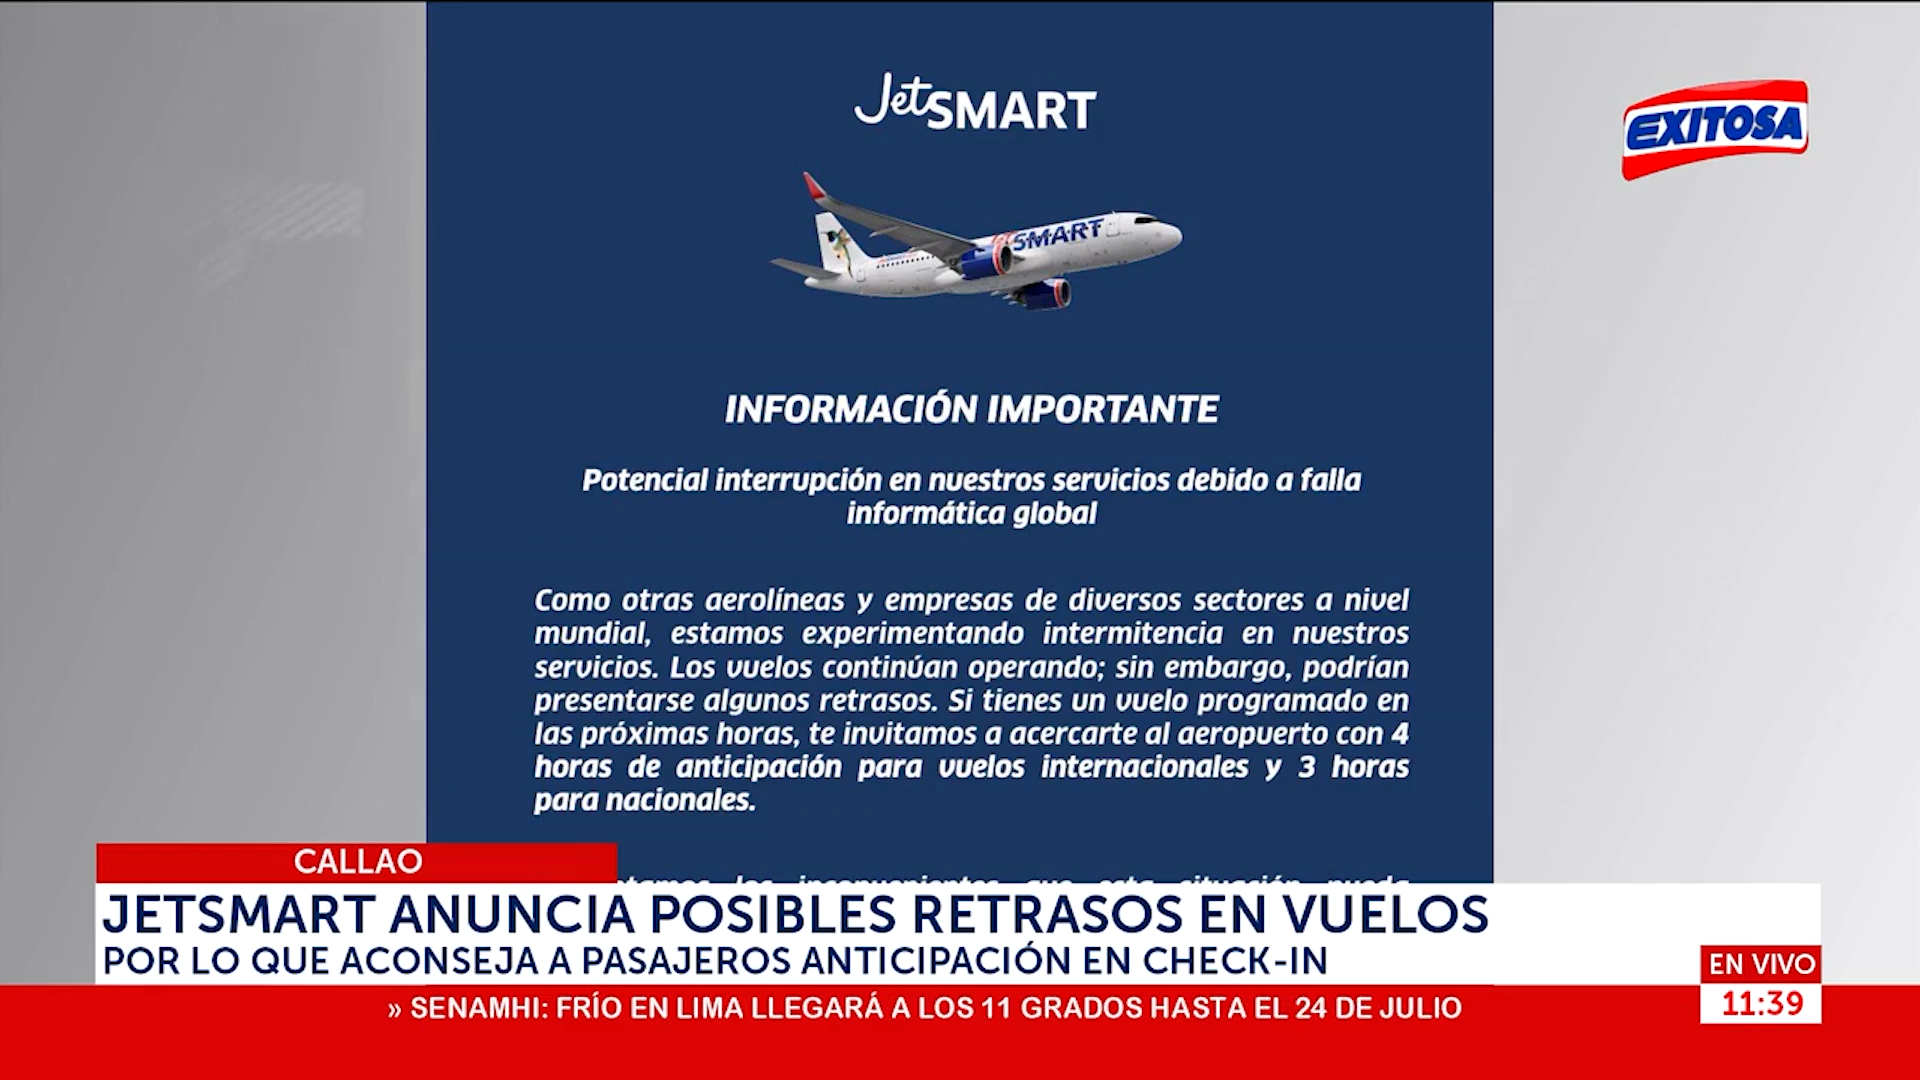 JetSMART
EXITOSA
SMART
INFORMACIÓN IMPORTANTE
Potencial interrupción en nuestros servicios debido a falla
informática global
Como otras aerolíneas y empresas de diversos sectores a nivel
mundial, estamos experimentando intermitencia en nuestros
servicios. Los vuelos continúan operando; sin embargo, podrían
presentarse algunos retrasos. Si tienes un vuelo programado en
las próximas horas, te invitamos a acercarte al aeropuerto con 4
horas de anticipación para vuelos internacionales y 3 horas
para nacionales.
CALLAO
JETSMART ANUNCIA POSIBLES RETRASOS EN VUELOS
POR LO QUE ACONSEJA A PASAJEROS ANTICIPACIÓN EN CHECK-IN
EN VIVO
» SENAMHI: FRÍO EN LIMA LLEGARÁ A LOS 11 GRADOS HASTA EL 24 DE JULIO
11:39